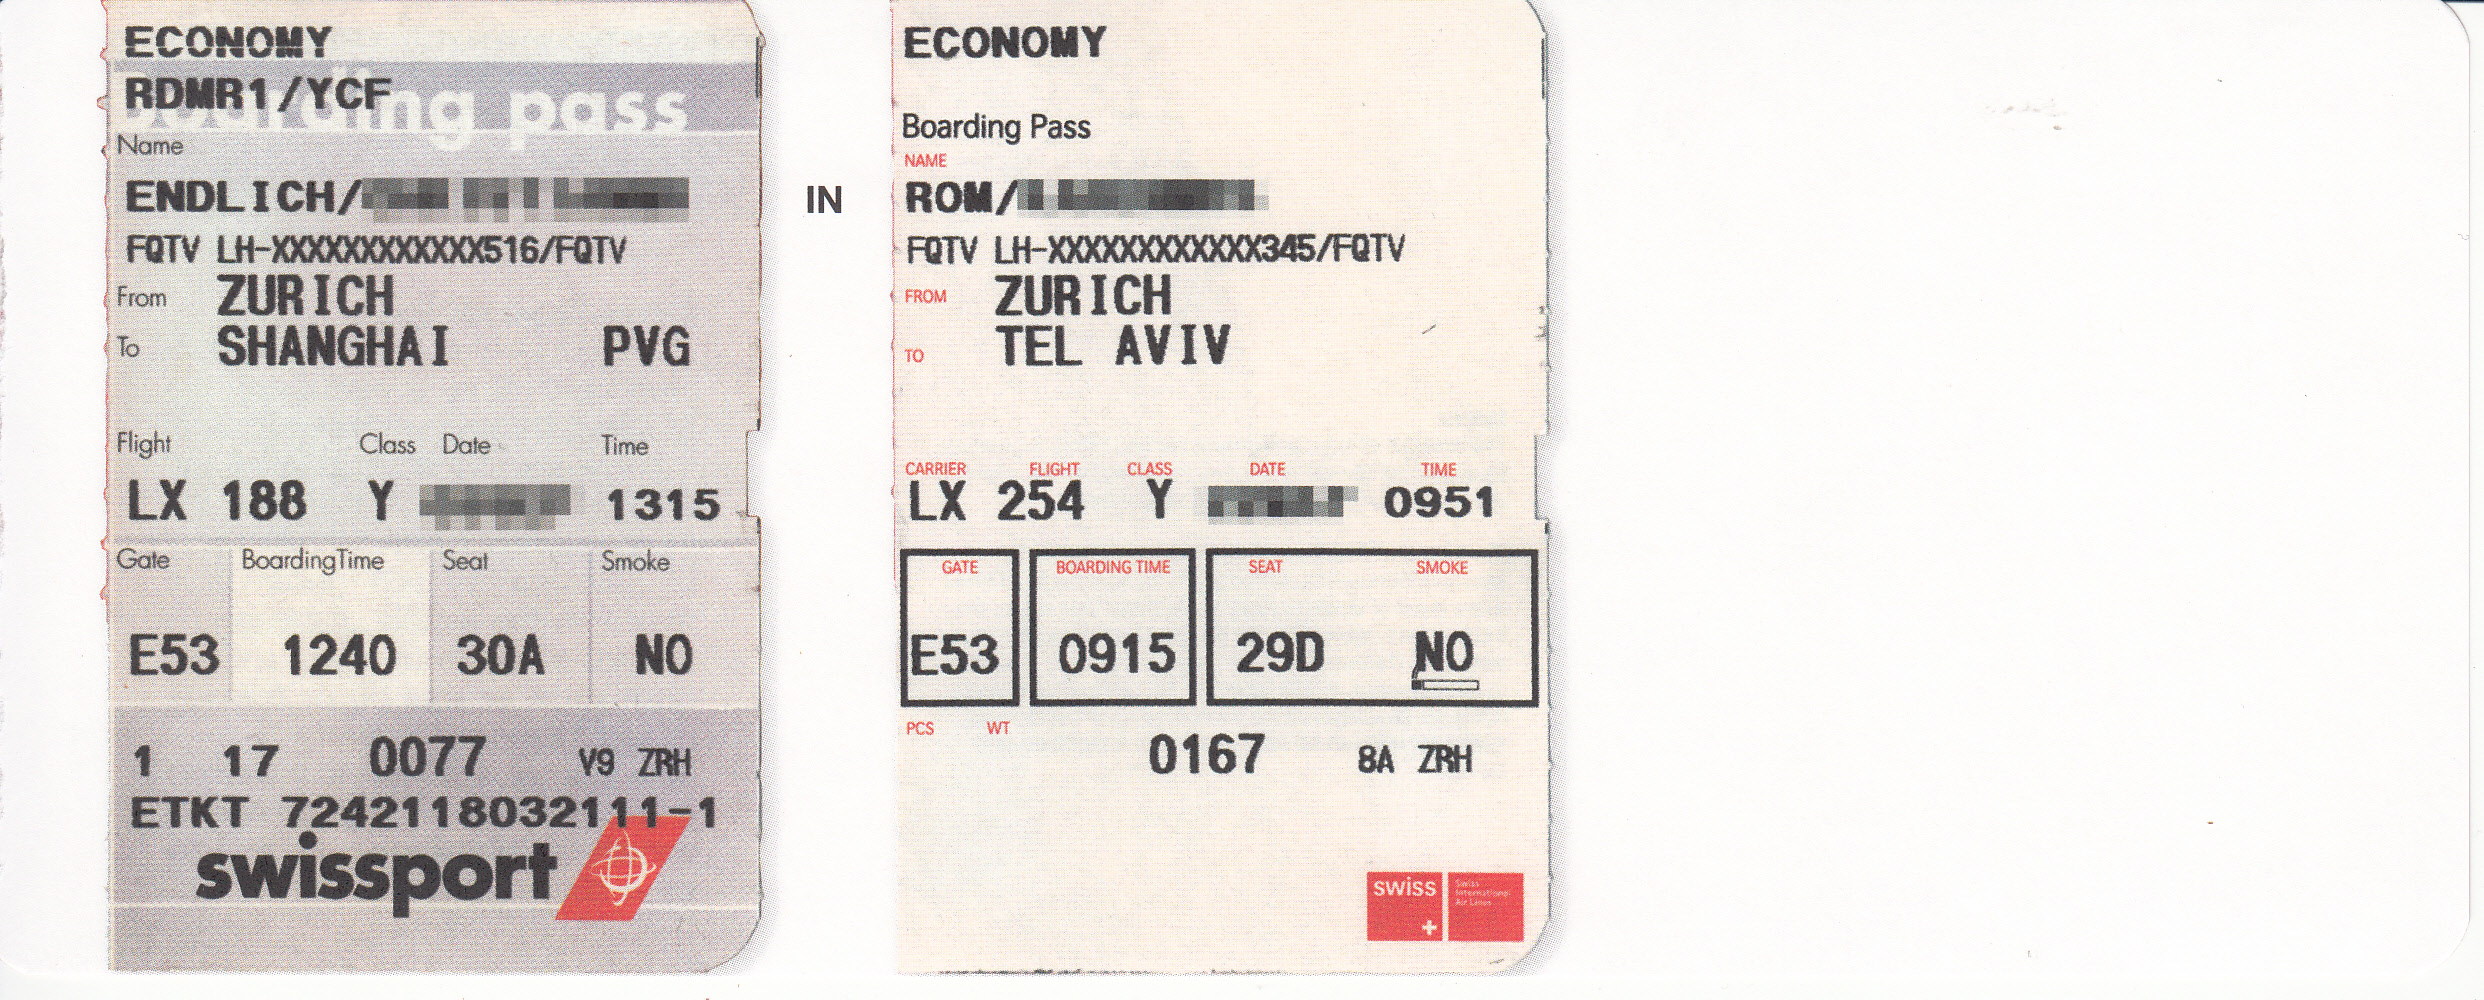 ECONOMY
RDMR1/YCF
boarding pass
Name
ENDLICH/
FQTV LH-XXXXXXXXXXXX516/FQTV
From ZURICH
To SHANGHAI PVG
Flight Class Date Time
LX 188 Y 1315
Gate BoardingTime Seat Smoke
E53 1240 30A NO
1 17 0077 V9 ZRH
ETKT 7242118032111-1
swissport
IN
ECONOMY
Boarding Pass
NAME
ROM/
FQTV LH-XXXXXXXXXXXX345/FQTV
FROM ZURICH
TO TEL AVIV
CARRIER FLIGHT CLASS DATE TIME
LX 254 Y 0951
GATE BOARDING TIME SEAT SMOKE
E53 0915 29D NO
PCS WT
0167 8A ZRH
swiss
Swiss
International
Air Lines